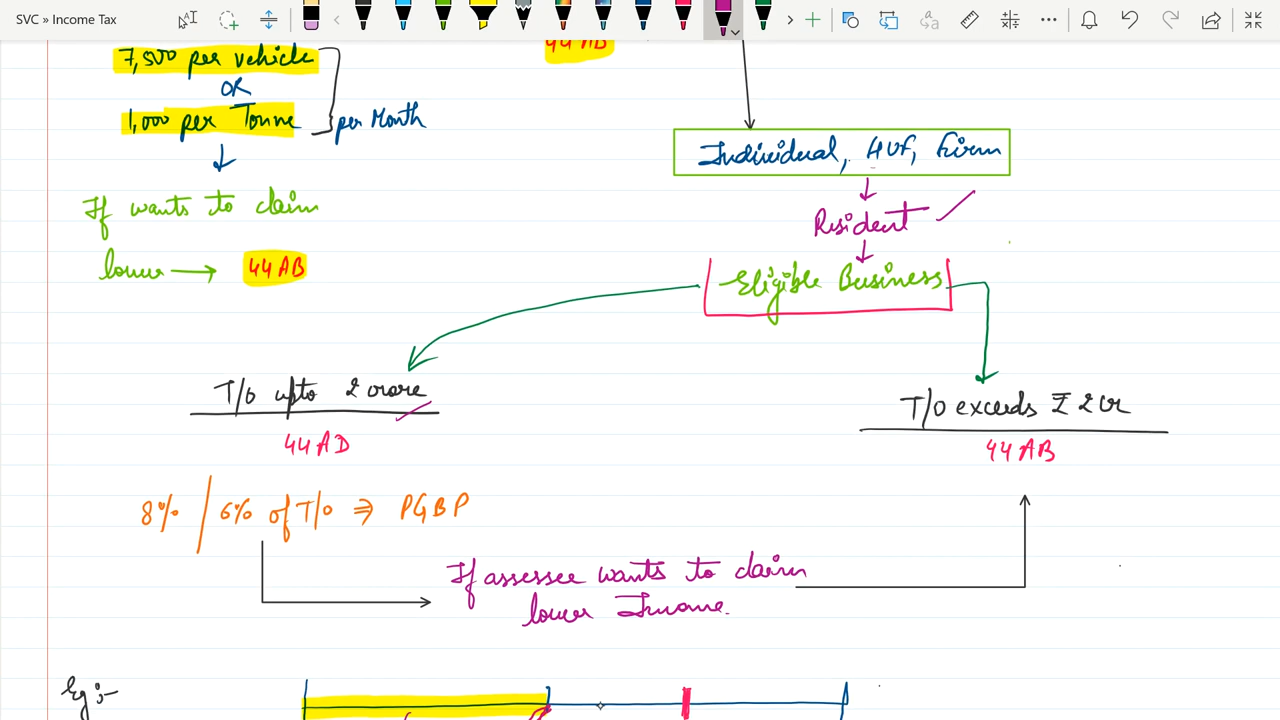 SVC » Income Tax
44 AB
7,500 per vehicle
OR
1,000 per Tonne
per Month
If wants to claim
lower → 44 AB
Individual, HUF, Firm
Resident ✓
Eligible Business
T/O upto 2 crore
44 AD
T/O exceeds ₹ 2 cr
44 AB
8% / 6% of T/O ⇒ PGBP
If assessee wants to claim
lower Income.
Eg :-